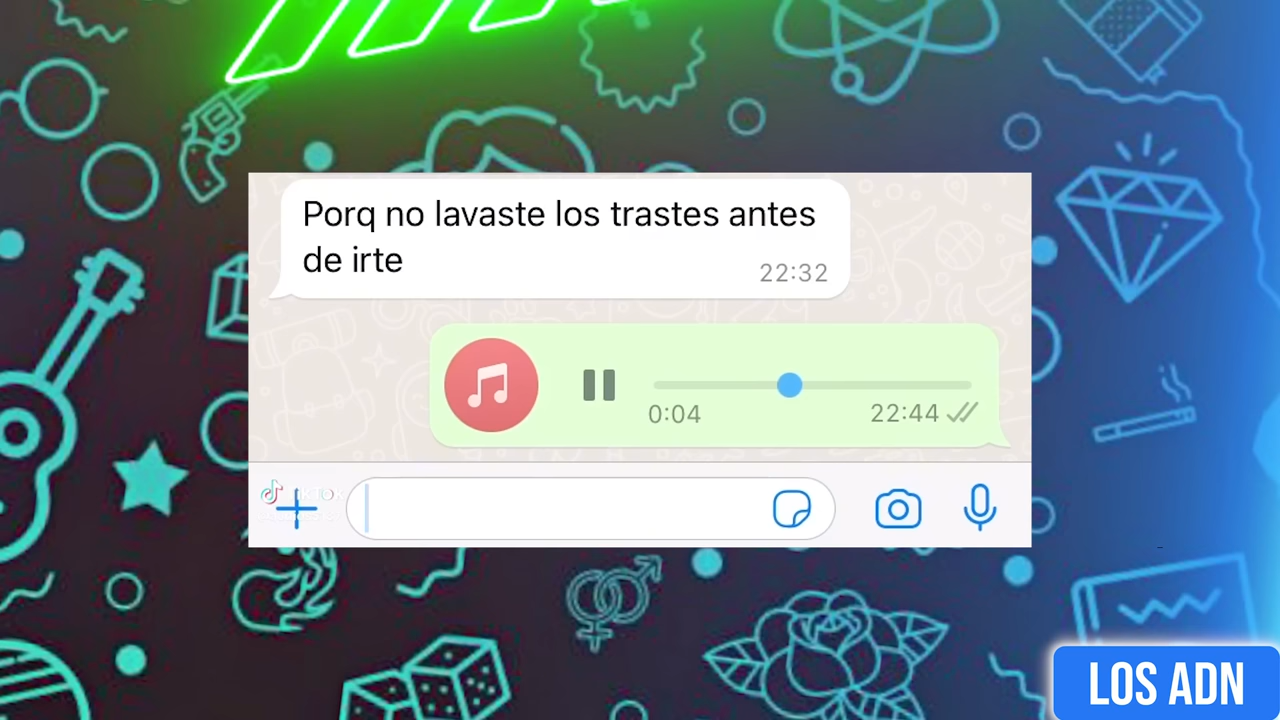 Porq no lavaste los trastes antes
de irte
22:32
0:04
22:44
LOS ADN